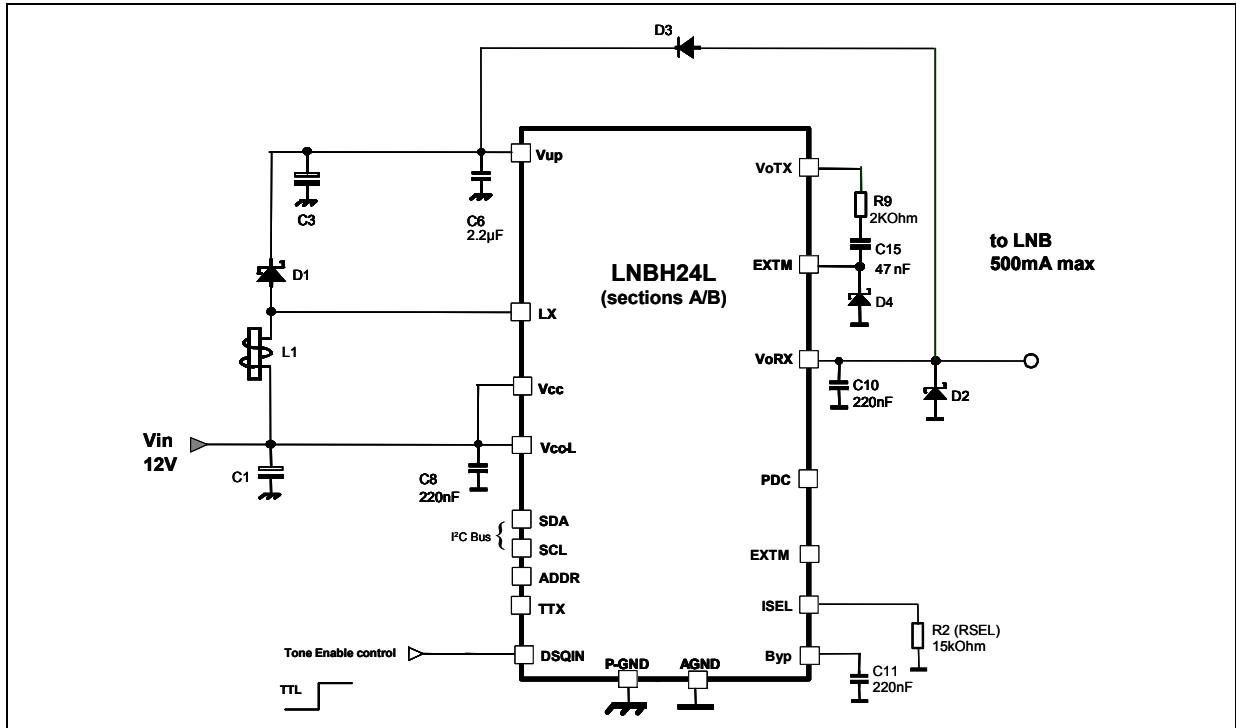 D3
Vup
VoTX
C3
C6
2.2µF
R9
2KOhm
C15
47 nF
to LNB
500mA max
LNBH24L
(sections A/B)
EXTM
D1
D4
LX
L1
VoRX
C10
220nF
D2
Vcc
Vin
12V
Vco-L
C1
C8
220nF
PDC
SDA
I²C Bus {
SCL
EXTM
ADDR
TTX
ISEL
R2 (RSEL)
15kOhm
Tone Enable control
DSQIN
P-GND
AGND
Byp
C11
220nF
TTL